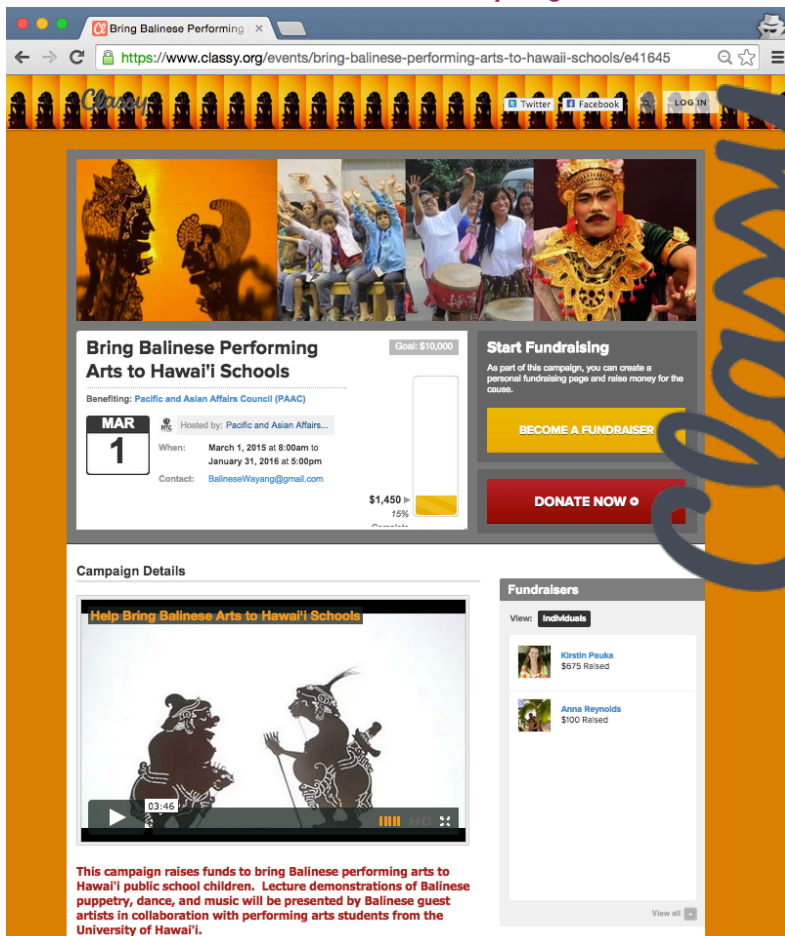 Bring Balinese Performing
https://www.classy.org/events/bring-balinese-performing-arts-to-hawaii-schools/e41645
Classy
Twitter
Facebook
LOG IN
Classy
Bring Balinese Performing
Arts to Hawai'i Schools
Goal: $10,000
Benefiting: Pacific and Asian Affairs Council (PAAC)
MAR
1
Hosted by: Pacific and Asian Affairs...
When: March 1, 2015 at 8:00am to
January 31, 2016 at 5:00pm
Contact: BalineseWayang@gmail.com
$1,450
15%
Complete
Start Fundraising
As part of this campaign, you can create a
personal fundraising page and raise money for the
cause.
BECOME A FUNDRAISER
DONATE NOW
Campaign Details
Help Bring Balinese Arts to Hawai'i Schools
03:46
HD
This campaign raises funds to bring Balinese performing arts to
Hawai'i public school children. Lecture demonstrations of Balinese
puppetry, dance, and music will be presented by Balinese guest
artists in collaboration with performing arts students from the
University of Hawai'i.
Fundraisers
View: Individuals
Kirstin Pauka
$675 Raised
Anna Reynolds
$100 Raised
View all